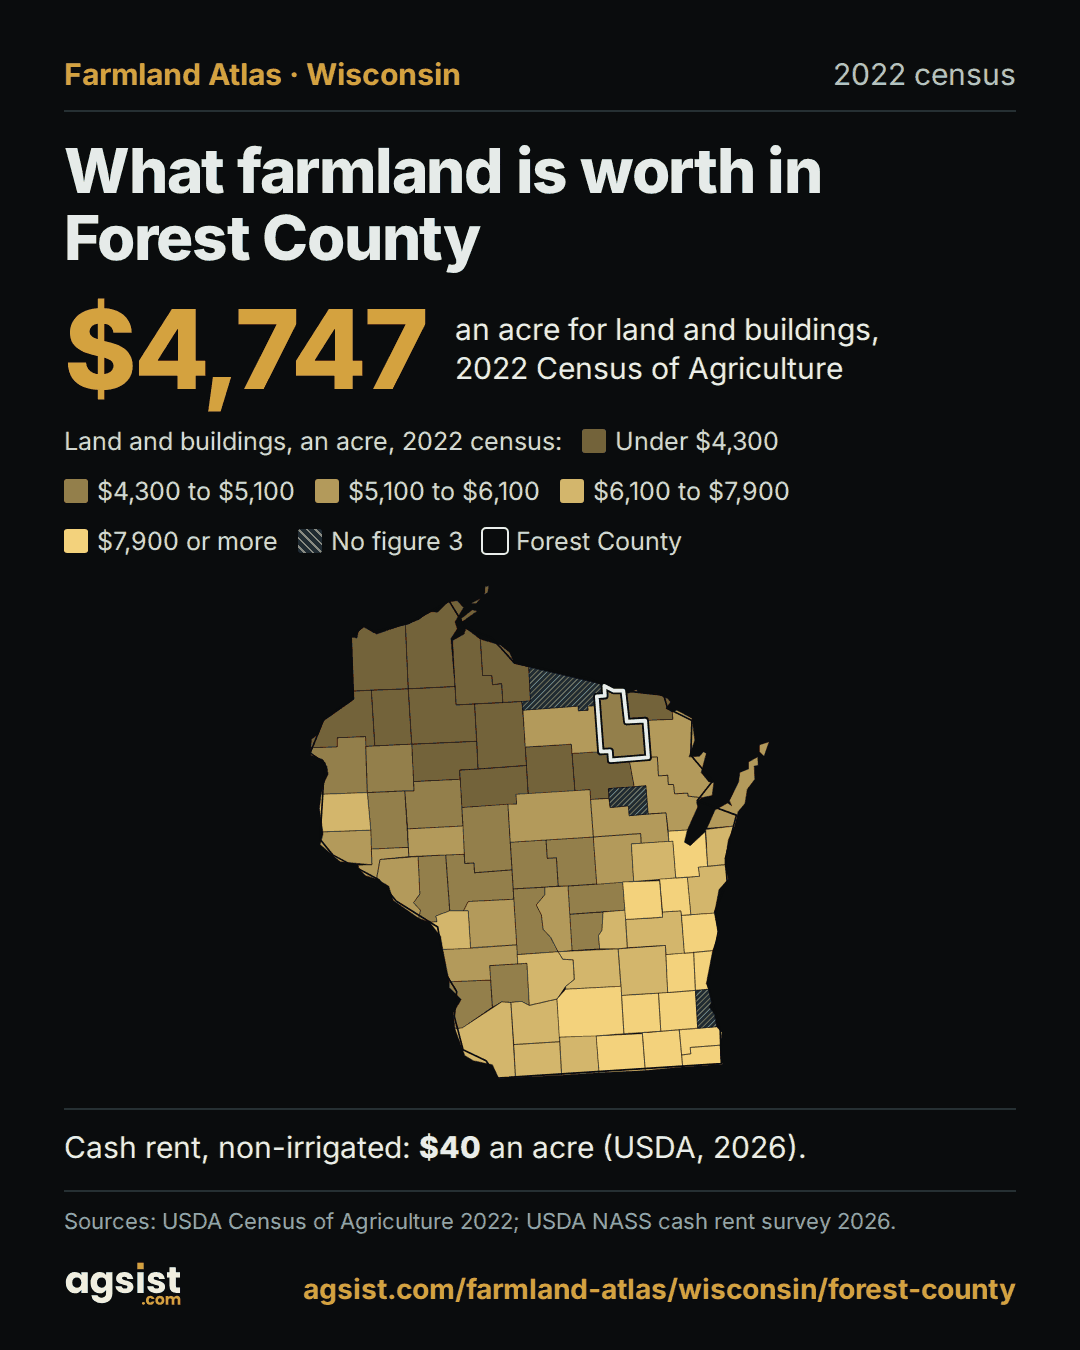 Farmland Atlas · Wisconsin
2022 census
What farmland is worth in
Forest County
$4,747
an acre for land and buildings,
2022 Census of Agriculture
Land and buildings, an acre, 2022 census: Under $4,300
$4,300 to $5,100 $5,100 to $6,100 $6,100 to $7,900
$7,900 or more No figure 3 Forest County
Cash rent, non-irrigated: $40 an acre (USDA, 2026).
Sources: USDA Census of Agriculture 2022; USDA NASS cash rent survey 2026.
agsist
.com
agsist.com/farmland-atlas/wisconsin/forest-county